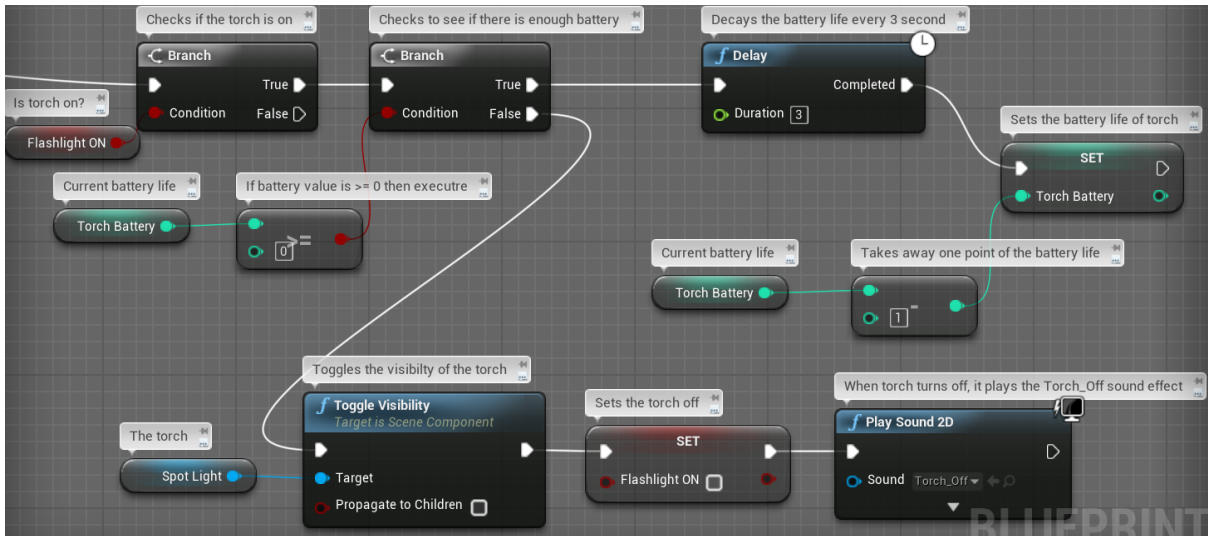 Checks if the torch is on
Checks to see if there is enough battery
Decays the battery life every 3 second
Branch
Branch
Delay
True
True
Completed
Is torch on?
Condition
False
Condition
False
Duration 3
Flashlight ON
Sets the battery life of torch
SET
Current battery life
If battery value is >= 0 then executre
Torch Battery
Torch Battery
>=
0
Current battery life
Takes away one point of the battery life
Torch Battery
-
1
Toggles the visibilty of the torch
When torch turns off, it plays the Torch_Off sound effect
Sets the torch off
Toggle Visibility
Target is Scene Component
Play Sound 2D
The torch
SET
Spot Light
Target
Flashlight ON
Sound Torch_Off
Propagate to Children
BLUEPRINT